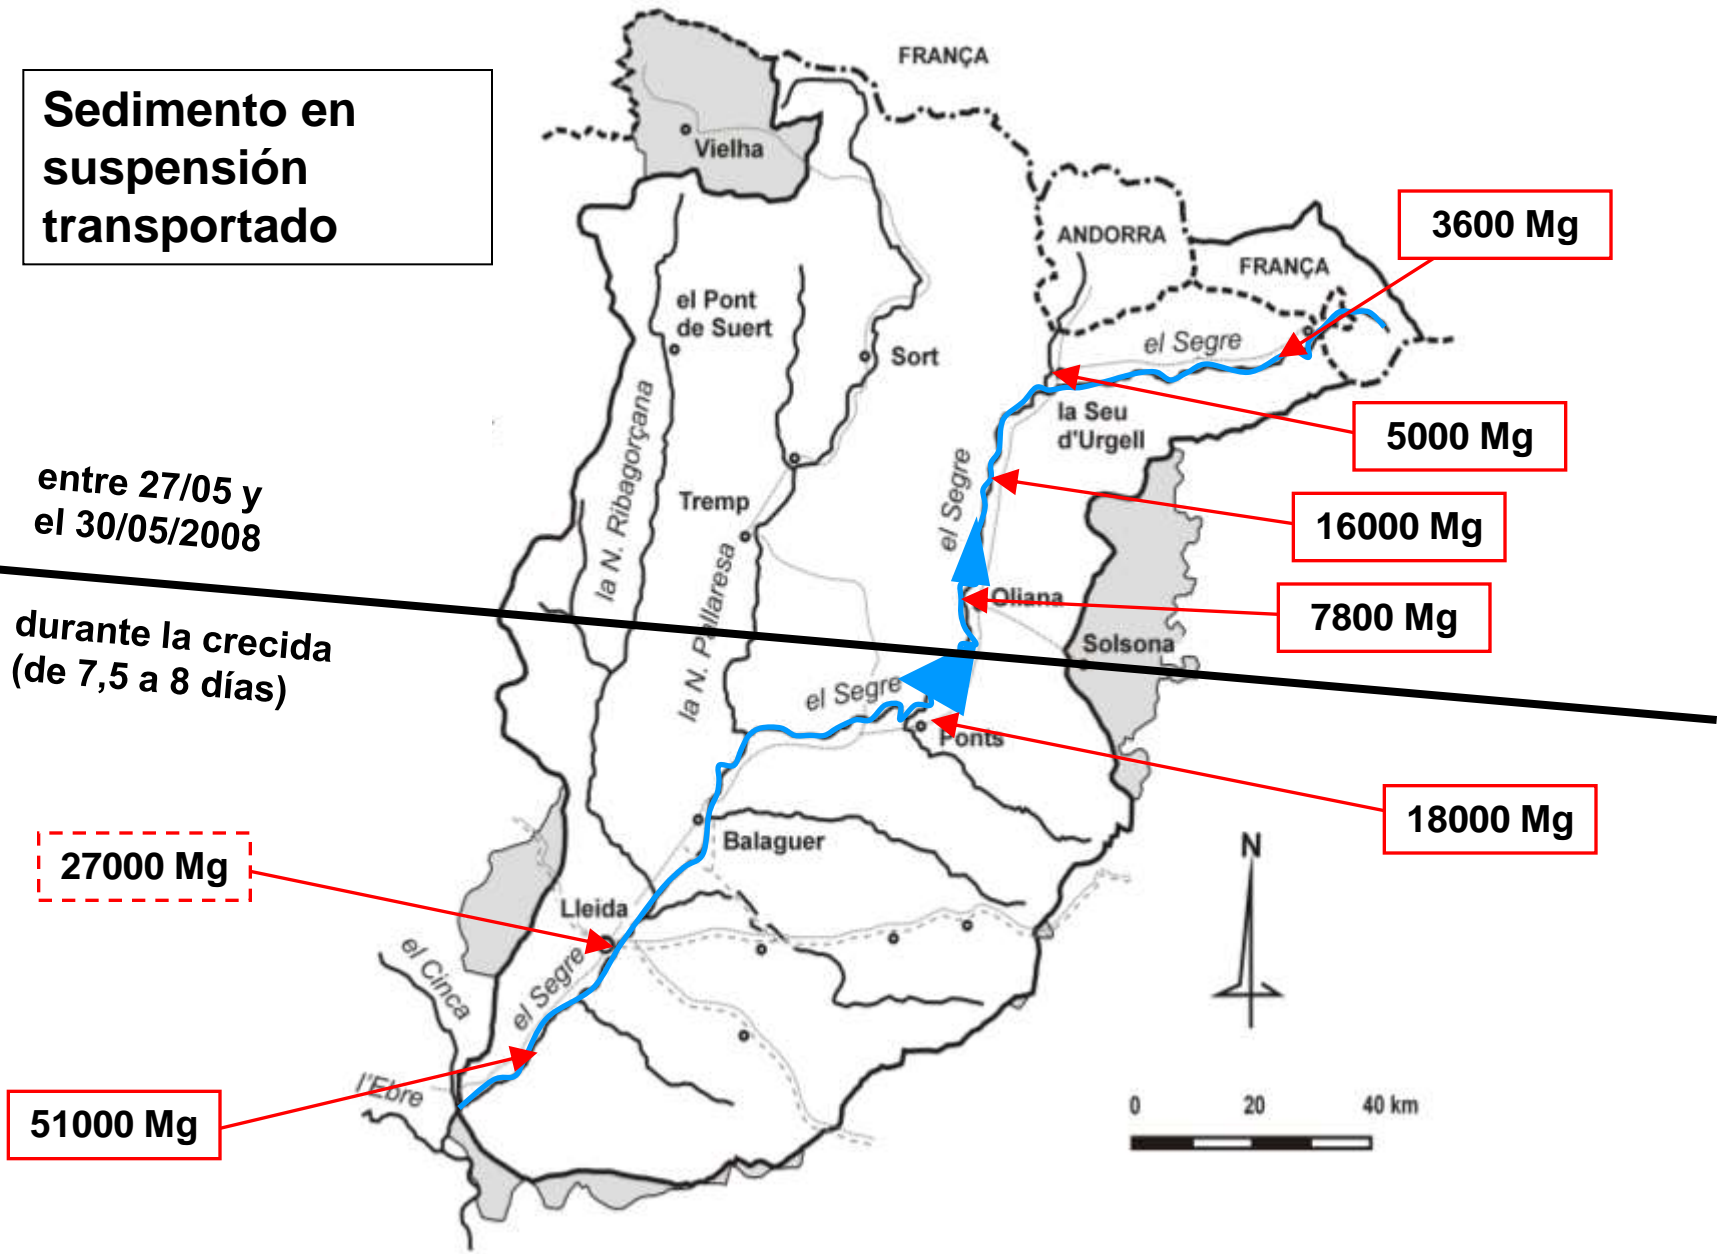 Sedimento en
suspensión
transportado
FRANÇA
Vielha
3600 Mg
ANDORRA
FRANÇA
el Pont
de Suert
Sort
el Segre
la Seu
d'Urgell
5000 Mg
entre 27/05 y
el 30/05/2008
la N. Ribagorçana
Tremp
el Segre
16000 Mg
la N. Pallaresa
Oliana
7800 Mg
durante la crecida
(de 7,5 a 8 días)
Solsona
el Segre
Ponts
18000 Mg
27000 Mg
Balaguer
N
Lleida
el Cinca
el Segre
l'Ebre
51000 Mg
0 20 40 km